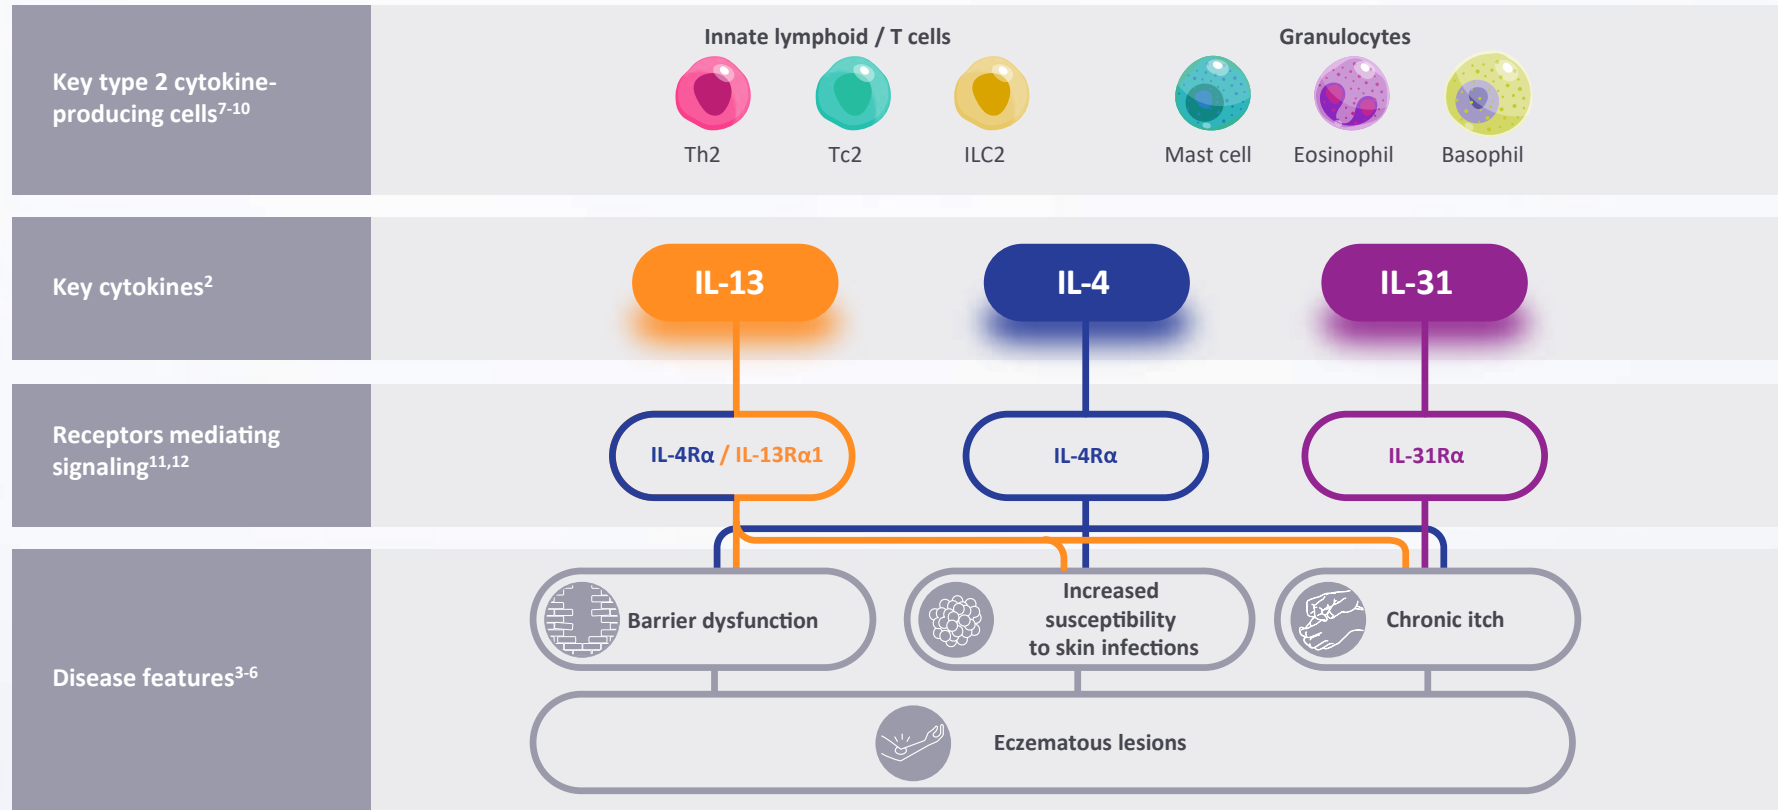 Innate lymphoid / T cells
Granulocytes
Key type 2 cytokine-
producing cells7-10
Th2
Tc2
ILC2
Mast cell
Eosinophil
Basophil
Key cytokines2
IL-13
IL-4
IL-31
Receptors mediating
signaling11,12
IL-4Rα / IL-13Rα1
IL-4Rα
IL-31Rα
Disease features3-6
Barrier dysfunction
Increased
susceptibility
to skin infections
Chronic itch
Eczematous lesions